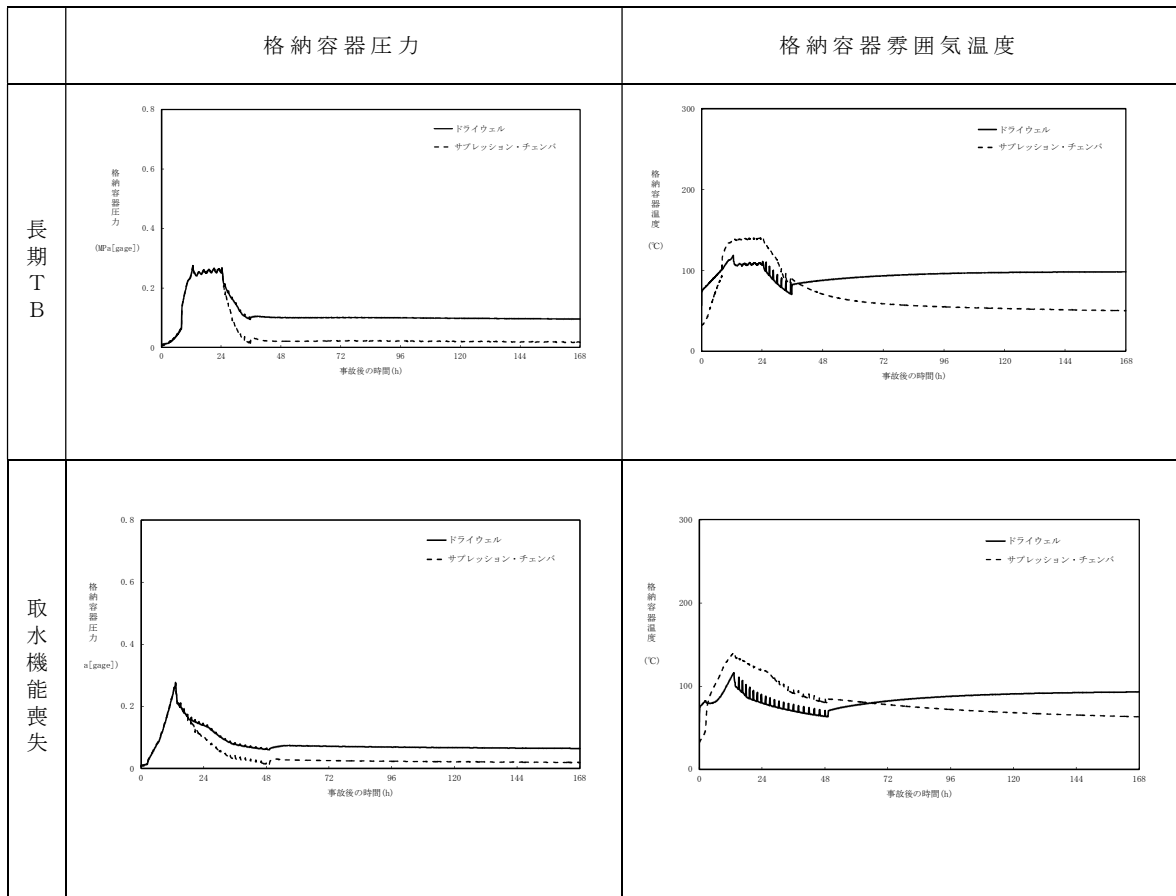 格納容器圧力
格納容器雰囲気温度
長期TB
0.8
0.6
0.4
0.2
0
格納容器圧力
(MPa[gage])
ドライウェル
サプレッション・チェンバ
0 24 48 72 96 120 144 168
事故後の時間(h)
300
200
100
0
格納容器温度
(℃)
ドライウェル
サプレッション・チェンバ
0 24 48 72 96 120 144 168
事故後の時間(h)
取水機能喪失
0.8
0.6
0.4
0.2
0
格納容器圧力
a[gage])
ドライウェル
サプレッション・チェンバ
0 24 48 72 96 120 144 168
事故後の時間(h)
300
200
100
0
格納容器温度
(℃)
ドライウェル
サプレッション・チェンバ
0 24 48 72 96 120 144 168
事故後の時間(h)